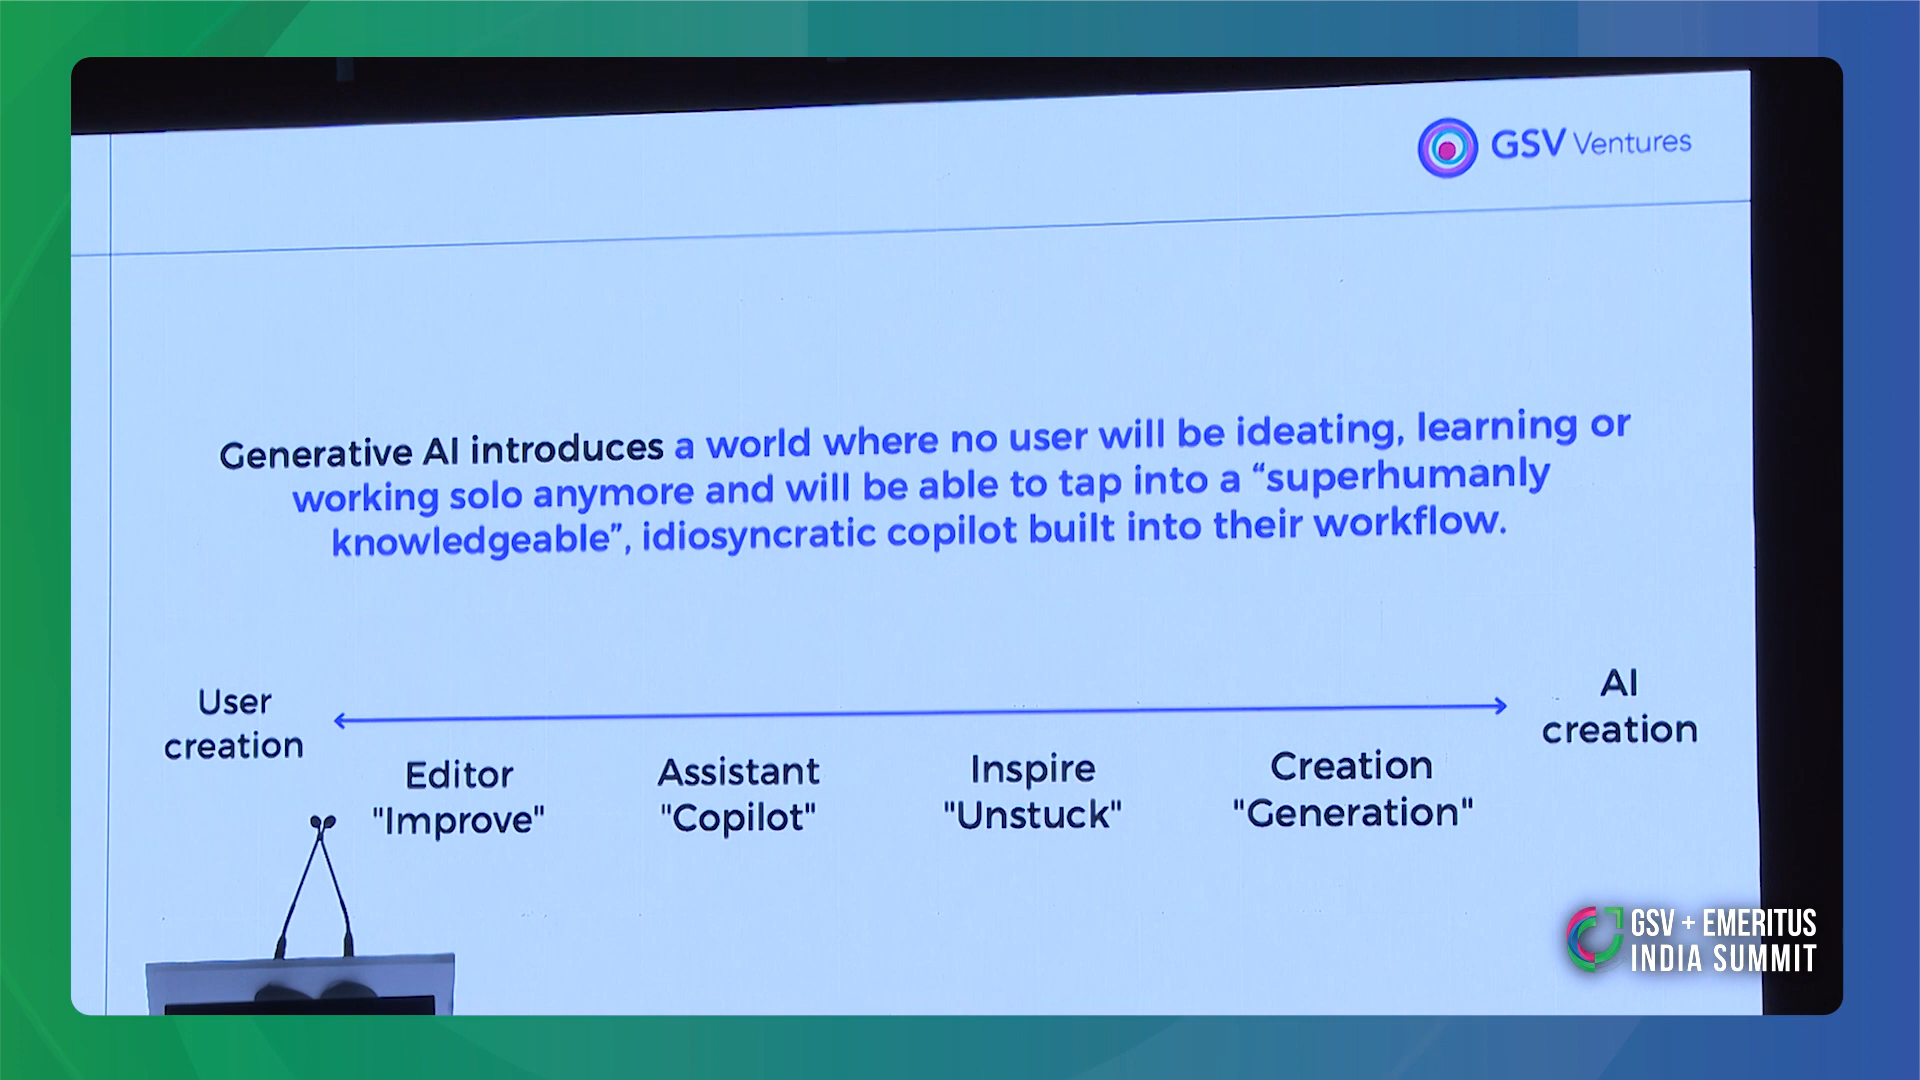 GSV Ventures
Generative AI introduces a world where no user will be ideating, learning or
working solo anymore and will be able to tap into a “superhumanly
knowledgeable”, idiosyncratic copilot built into their workflow.
User
creation
AI
creation
Editor
"Improve"
Assistant
"Copilot"
Inspire
"Unstuck"
Creation
"Generation"
GSV + EMERITUS
INDIA SUMMIT